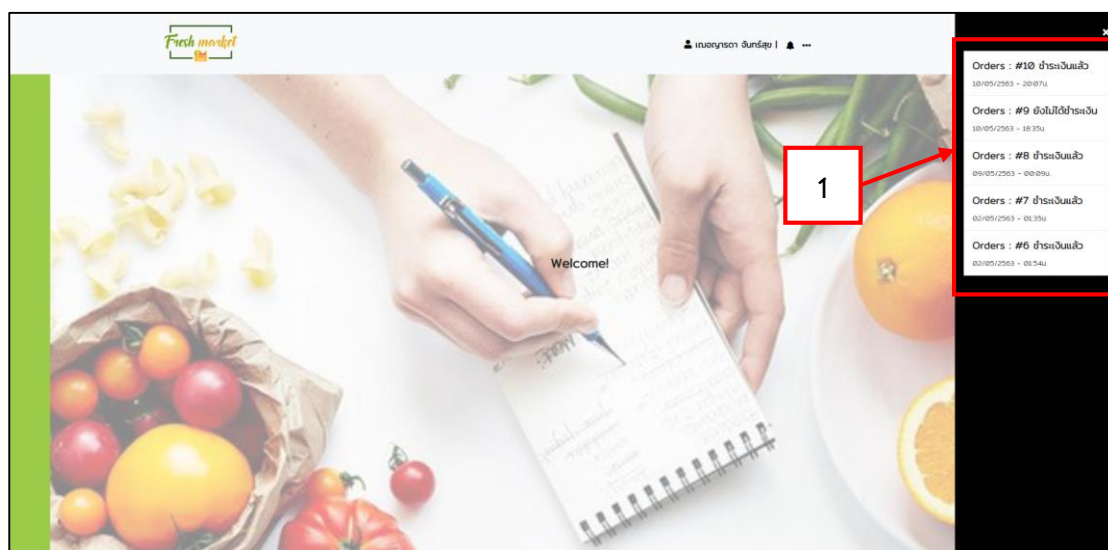 Fresh market
เฌอญารดา จันทร์สุข |
Welcome!
1
×
Orders : #10 ชำระเงินแล้ว
10/05/2563 - 20:07น.
Orders : #9 ยังไม่ได้ชำระเงิน
10/05/2563 - 18:35น.
Orders : #8 ชำระเงินแล้ว
09/05/2563 - 00:09น.
Orders : #7 ชำระเงินแล้ว
02/05/2563 - 01:35น.
Orders : #6 ชำระเงินแล้ว
02/05/2563 - 01:54น.